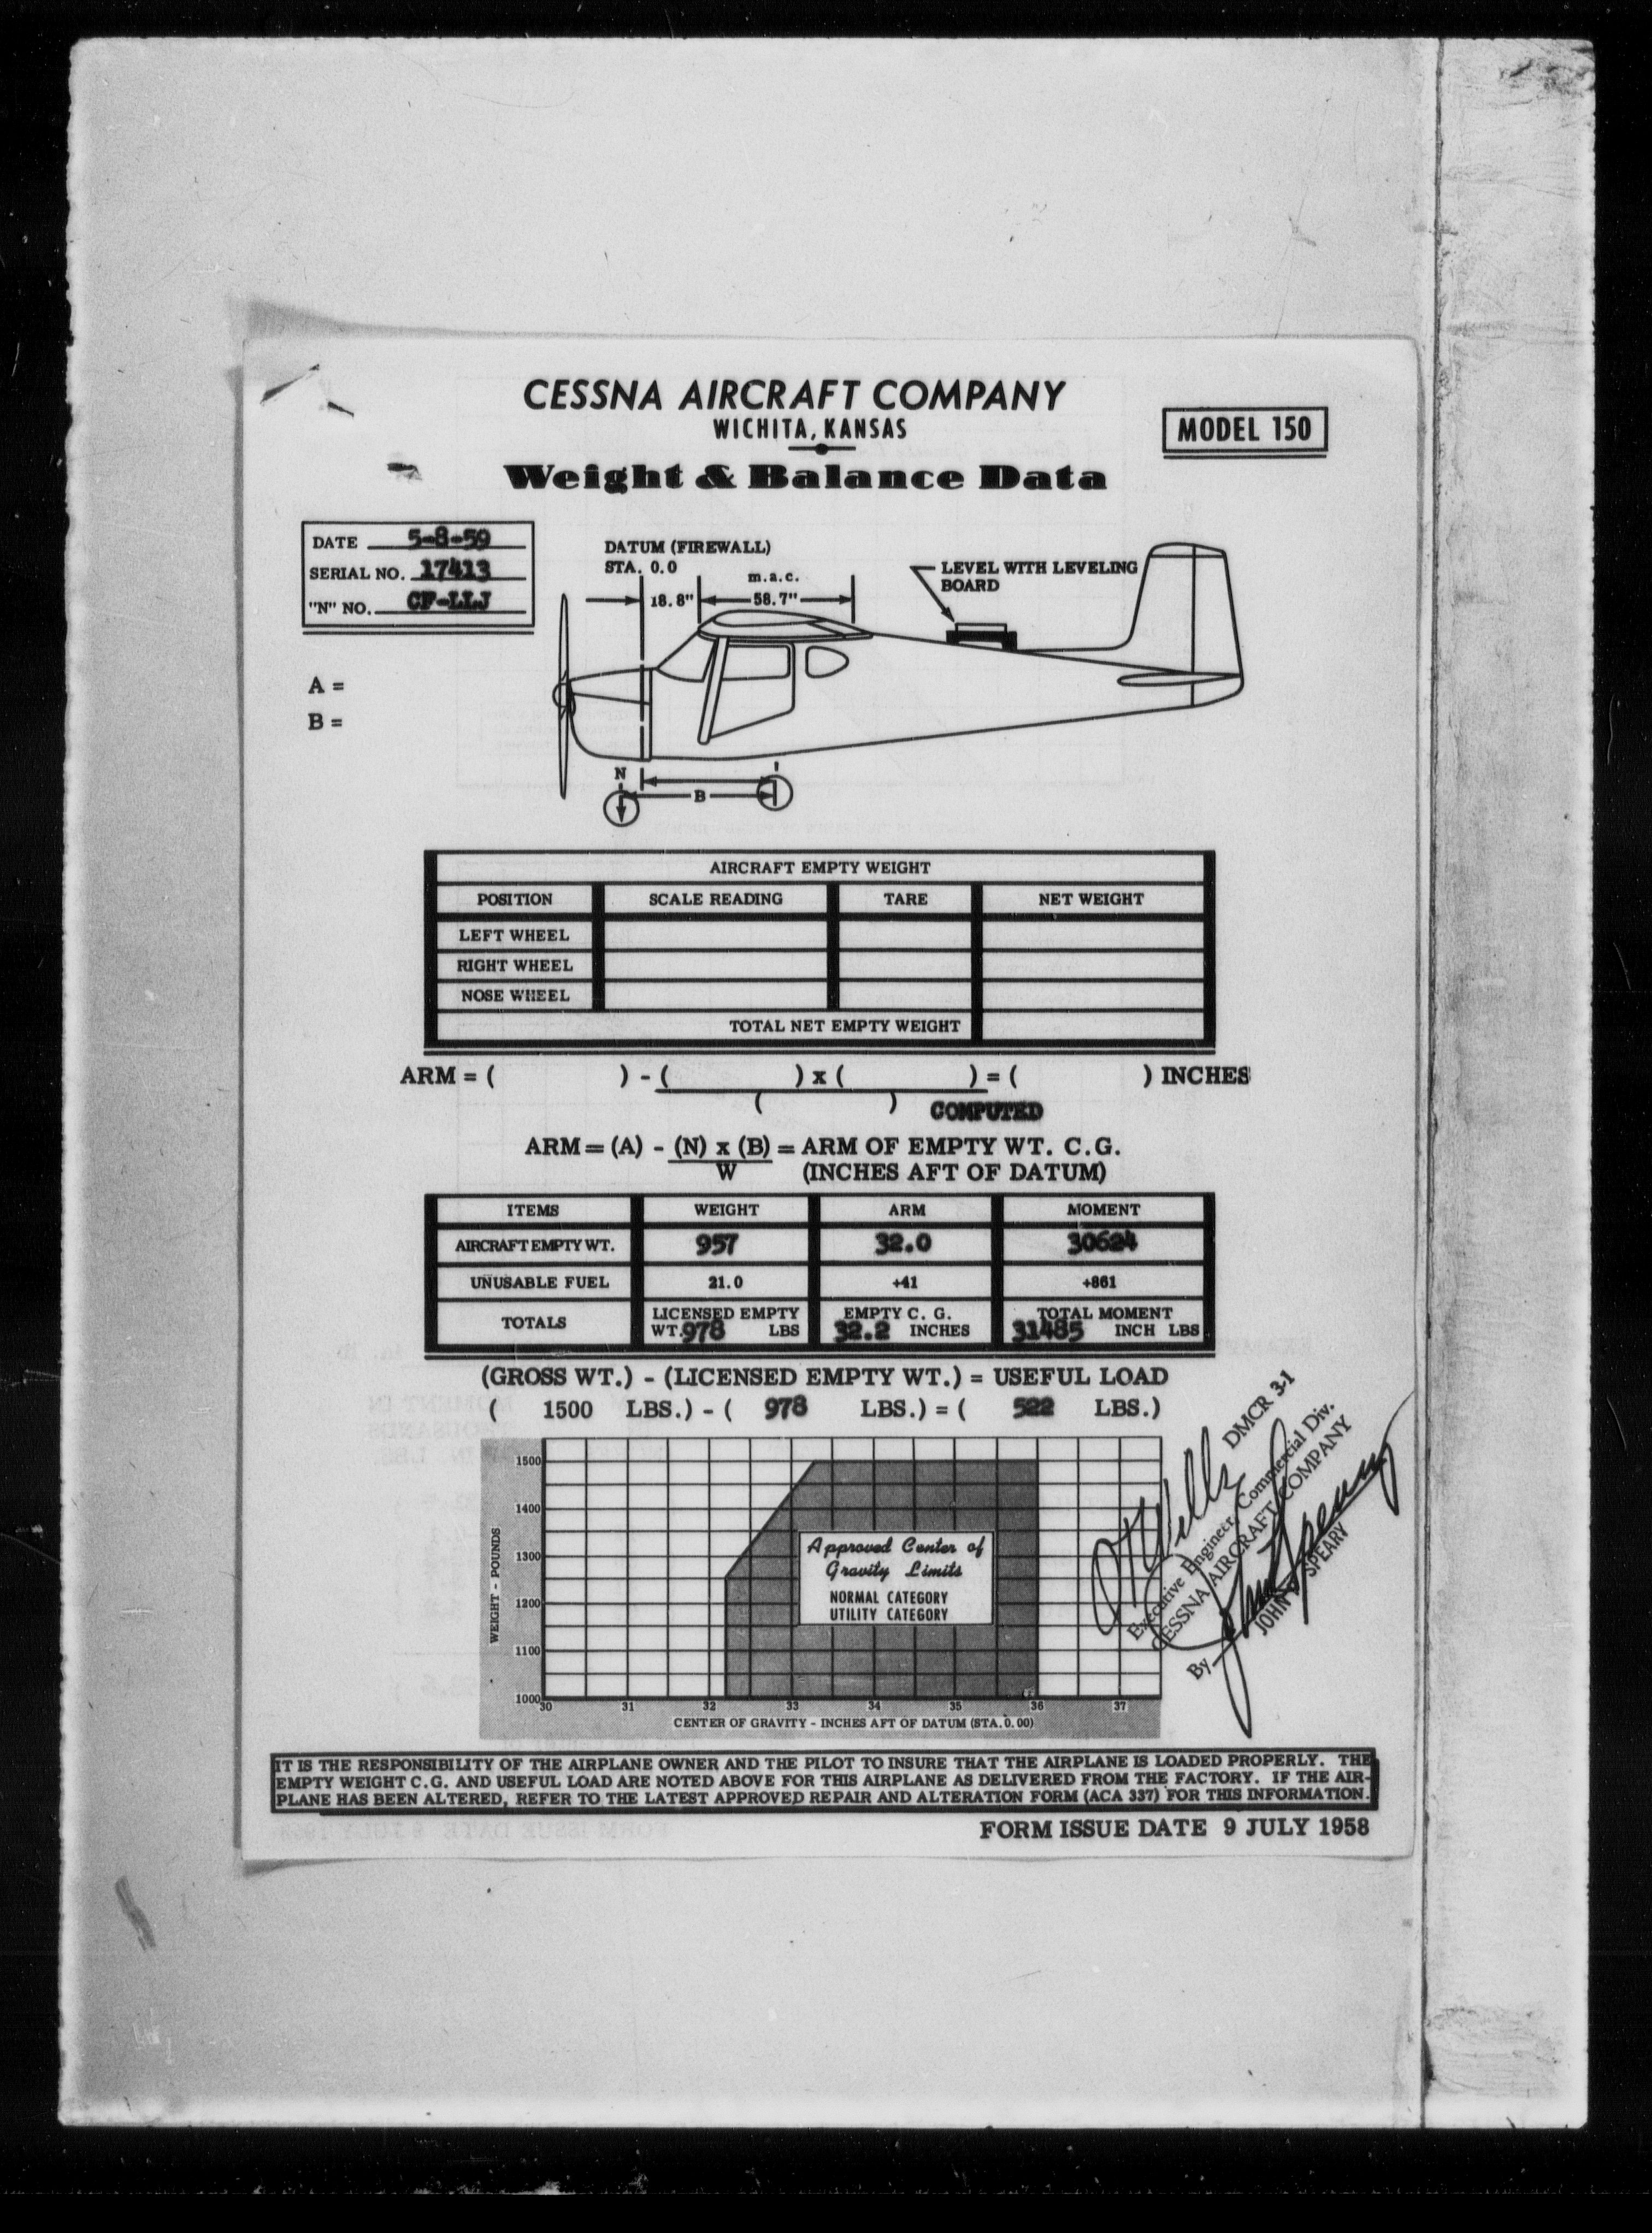 CESSNA AIRCRAFT COMPANY
WICHITA, KANSAS
MODEL 150
Weight & Balance Data
DATE 5-8-59
SERIAL NO. 17413
"N" NO. CF-LLJ
DATUM (FIREWALL)
STA. 0.0
m.a.c.
18.8" 58.7"
LEVEL WITH LEVELING
BOARD
A =
B =
N
B
AIRCRAFT EMPTY WEIGHT
POSITION SCALE READING TARE NET WEIGHT
LEFT WHEEL
RIGHT WHEEL
NOSE WHEEL
TOTAL NET EMPTY WEIGHT
ARM = ( ) - ( ) x ( ) = ( ) INCHES
( ) COMPUTED
ARM = (A) - (N) x (B) = ARM OF EMPTY WT. C.G.
W (INCHES AFT OF DATUM)
ITEMS WEIGHT ARM MOMENT
AIRCRAFT EMPTY WT. 957 32.0 30624
UNUSABLE FUEL 21.0 +41 +861
TOTALS LICENSED EMPTY WT. 978 LBS EMPTY C. G. 32.2 INCHES TOTAL MOMENT 31485 INCH LBS
(GROSS WT.) - (LICENSED EMPTY WT.) = USEFUL LOAD
( 1500 LBS.) - ( 978 LBS.) = ( 522 LBS.)
WEIGHT - POUNDS
1500
1400
1300
1200
1100
1000
Approved Center of
Gravity Limits
NORMAL CATEGORY
UTILITY CATEGORY
30 31 32 33 34 35 36 37
CENTER OF GRAVITY - INCHES AFT OF DATUM (STA. 0.00)
DMCR 3-1
Executive Engineer, Commercial Div.
CESSNA AIRCRAFT COMPANY
By
JOHN SPEARY
IT IS THE RESPONSIBILITY OF THE AIRPLANE OWNER AND THE PILOT TO INSURE THAT THE AIRPLANE IS LOADED PROPERLY. THE
EMPTY WEIGHT C.G. AND USEFUL LOAD ARE NOTED ABOVE FOR THIS AIRPLANE AS DELIVERED FROM THE FACTORY. IF THE AIR-
PLANE HAS BEEN ALTERED, REFER TO THE LATEST APPROVED REPAIR AND ALTERATION FORM (ACA 337) FOR THIS INFORMATION.
FORM ISSUE DATE 9 JULY 1958